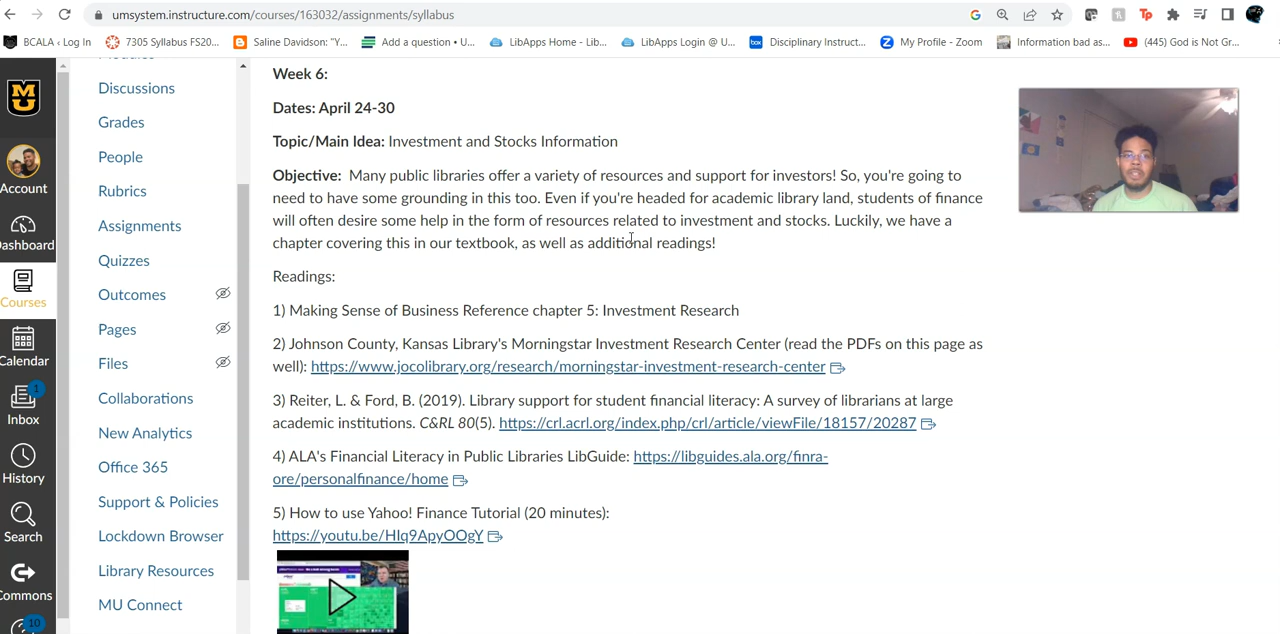 umsystem.instructure.com/courses/163032/assignments/syllabus
BCALA ‹ Log In
7305 Syllabus FS20...
Saline Davidson: "Y...
Add a question • U...
LibApps Home - Lib...
LibApps Login @ U...
box
Disciplinary Instruct...
My Profile - Zoom
Information bad as...
(445) God is Not Gr...
Account
Dashboard
Courses
Calendar
1
Inbox
History
Search
Commons
10
Modules
Discussions
Grades
People
Rubrics
Assignments
Quizzes
Outcomes
Pages
Files
Collaborations
New Analytics
Office 365
Support & Policies
Lockdown Browser
Library Resources
MU Connect
Week 6:
Dates: April 24-30
Topic/Main Idea: Investment and Stocks Information
Objective: Many public libraries offer a variety of resources and support for investors! So, you're going to
need to have some grounding in this too. Even if you're headed for academic library land, students of finance
will often desire some help in the form of resources related to investment and stocks. Luckily, we have a
chapter covering this in our textbook, as well as additional readings!
Readings:
1) Making Sense of Business Reference chapter 5: Investment Research
2) Johnson County, Kansas Library's Morningstar Investment Research Center (read the PDFs on this page as
well): https://www.jocolibrary.org/research/morningstar-investment-research-center
3) Reiter, L. & Ford, B. (2019). Library support for student financial literacy: A survey of librarians at large
academic institutions. C&RL 80(5). https://crl.acrl.org/index.php/crl/article/viewFile/18157/20287
4) ALA's Financial Literacy in Public Libraries LibGuide: https://libguides.ala.org/finra-
ore/personalfinance/home
5) How to use Yahoo! Finance Tutorial (20 minutes):
https://youtu.be/HIq9ApyOOgY